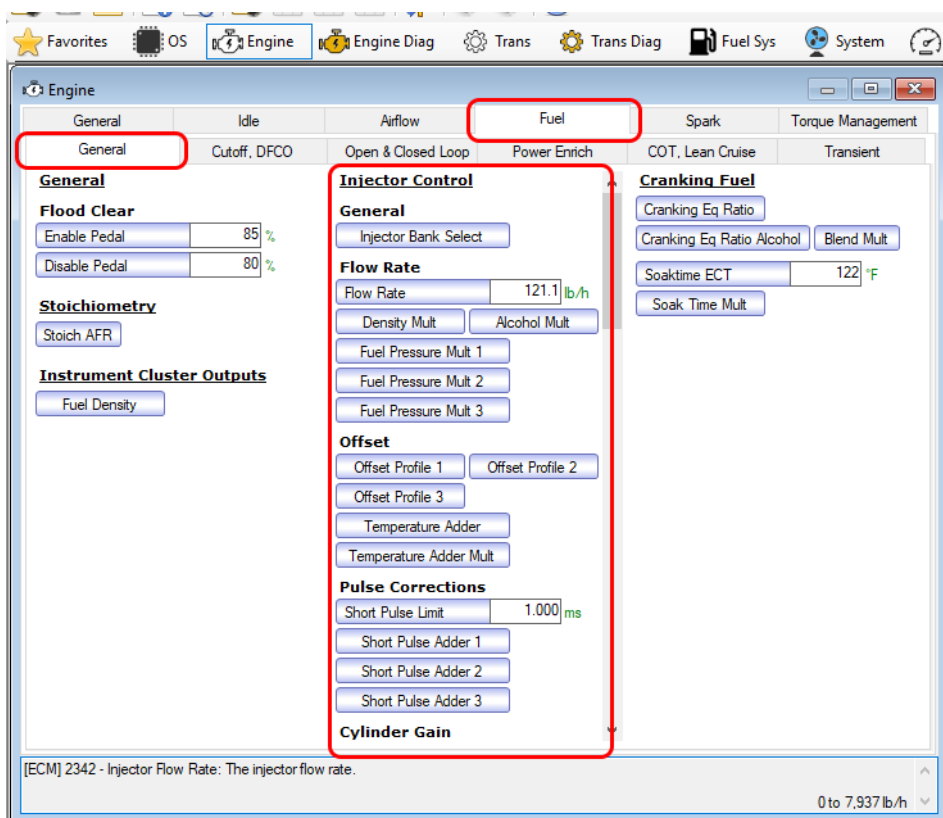 Favorites OS Engine Engine Diag Trans Trans Diag Fuel Sys System
Engine
General Idle Airflow Fuel Spark Torque Management
General Cutoff, DFCO Open & Closed Loop Power Enrich COT, Lean Cruise Transient
General
Flood Clear
Enable Pedal 85 %
Disable Pedal 80 %
Stoichiometry
Stoich AFR
Instrument Cluster Outputs
Fuel Density
Injector Control
General
Injector Bank Select
Flow Rate
Flow Rate 121.1 lb/h
Density Mult Alcohol Mult
Fuel Pressure Mult 1
Fuel Pressure Mult 2
Fuel Pressure Mult 3
Offset
Offset Profile 1 Offset Profile 2
Offset Profile 3
Temperature Adder
Temperature Adder Mult
Pulse Corrections
Short Pulse Limit 1.000 ms
Short Pulse Adder 1
Short Pulse Adder 2
Short Pulse Adder 3
Cylinder Gain
Cranking Fuel
Cranking Eq Ratio
Cranking Eq Ratio Alcohol Blend Mult
Soaktime ECT 122 °F
Soak Time Mult
[ECM] 2342 - Injector Flow Rate: The injector flow rate.
0 to 7,937 lb/h